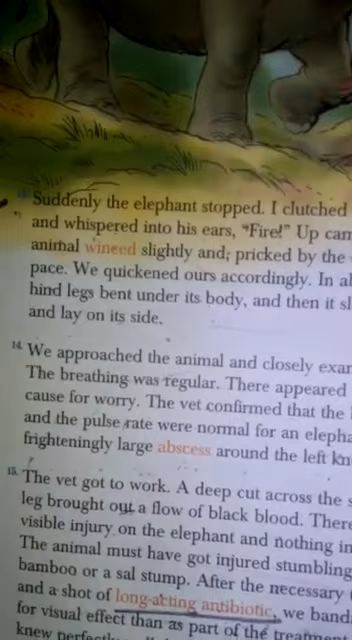 Suddenly the elephant stopped. I clutched
and whispered into his ears, “Fire!” Up cam
animal winced slightly and; pricked by the
pace. We quickened ours accordingly. In a
hind legs bent under its body, and then it sl
and lay on its side.
14. We approached the animal and closely exar
The breathing was regular. There appeared
cause for worry. The vet confirmed that the
and the pulse rate were normal for an elepha
frighteningly large abscess around the left kn
15. The vet got to work. A deep cut across the s
leg brought out a flow of black blood. There
visible injury on the elephant and nothing in
The animal must have got injured stumbling
bamboo or a sal stump. After the necessary
and a shot of long-acting antibiotic, we band
for visual effect than as part of the treatme
knew perfectly